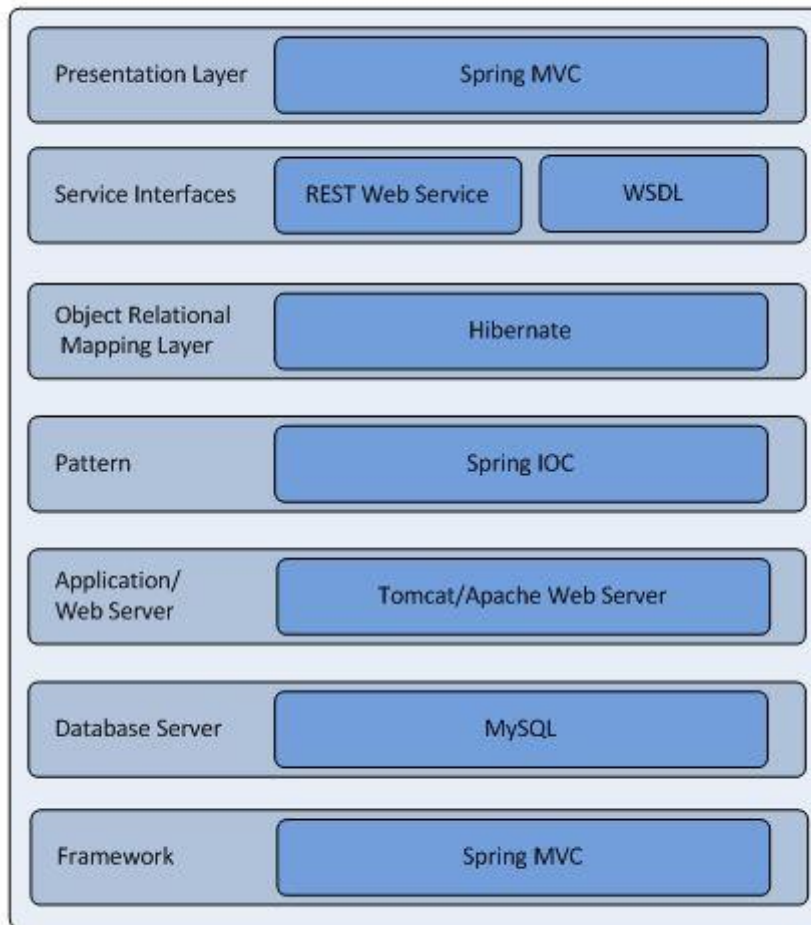 Presentation Layer
Spring MVC
Service Interfaces
REST Web Service
WSDL
Object Relational
Mapping Layer
Hibernate
Pattern
Spring IOC
Application/
Web Server
Tomcat/Apache Web Server
Database Server
MySQL
Framework
Spring MVC